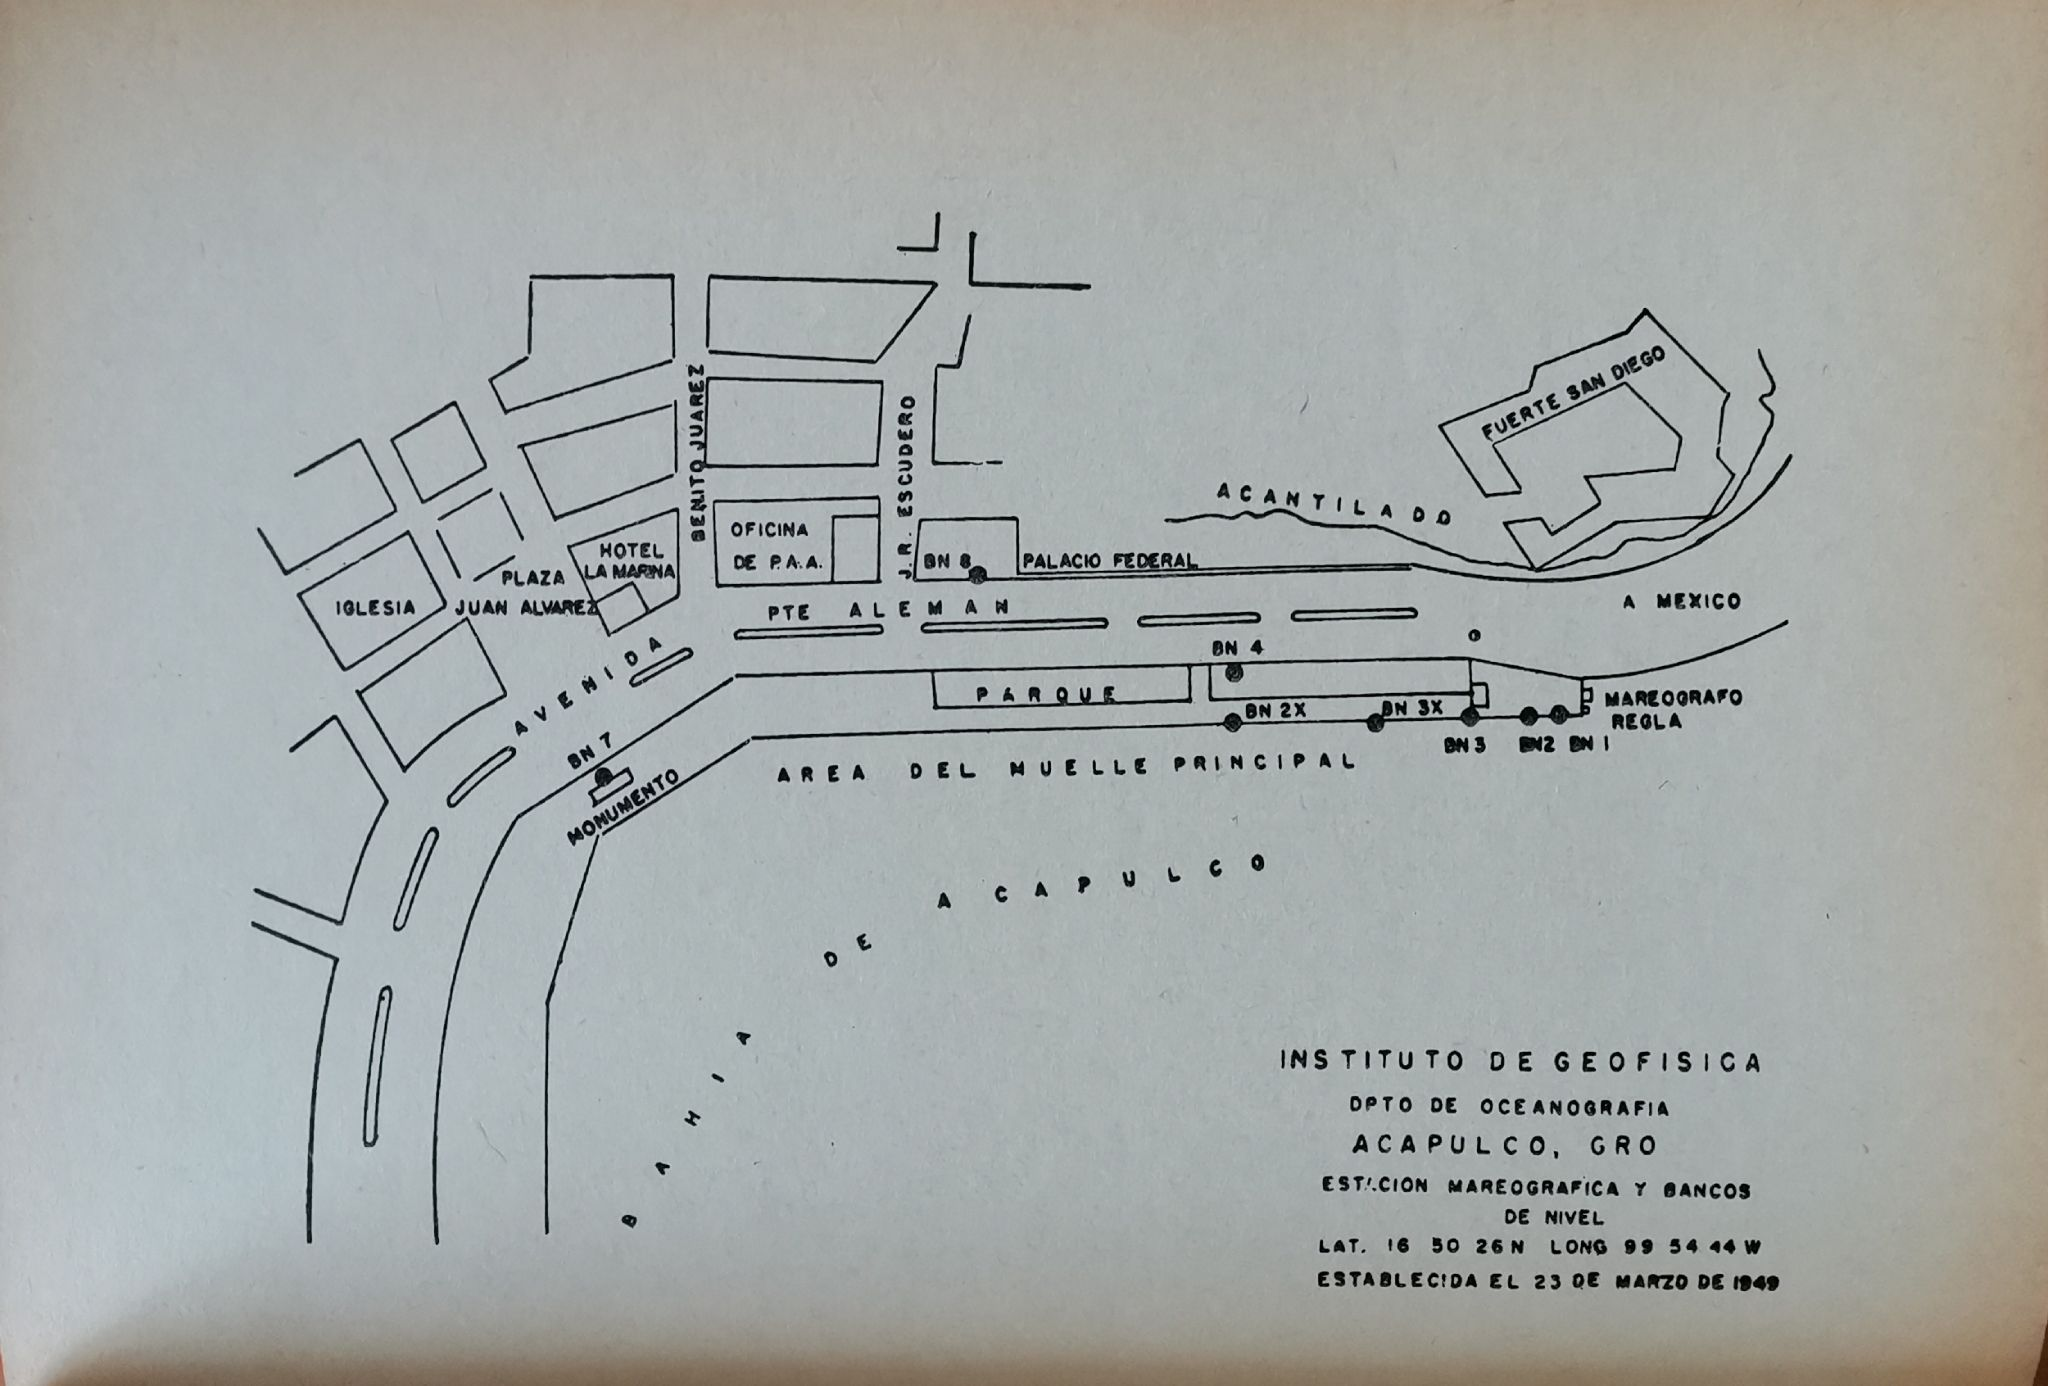 FUERTE SAN DIEGO
BENITO JUAREZ
J.R. ESCUDERO
ACANTILADO
OFICINA
DE P.A.A.
HOTEL
LA MARINA
BN 8
PALACIO FEDERAL
PLAZA
JUAN ALVAREZ
IGLESIA
AVENIDA
PTE ALEMAN
A MEXICO
BN 4
PARQUE
BN 2X
BN 3X
MAREOGRAFO
REGLA
BN 3
BN2
BN 1
BN 7
MONUMENTO
AREA DEL MUELLE PRINCIPAL
BAHIA DE ACAPULCO
INSTITUTO DE GEOFISICA
DPTO DE OCEANOGRAFIA
ACAPULCO, GRO
ESTACION MAREOGRAFICA Y BANCOS
DE NIVEL
LAT. 16 50 26 N LONG 99 54 44 W
ESTABLECIDA EL 23 DE MARZO DE 1949